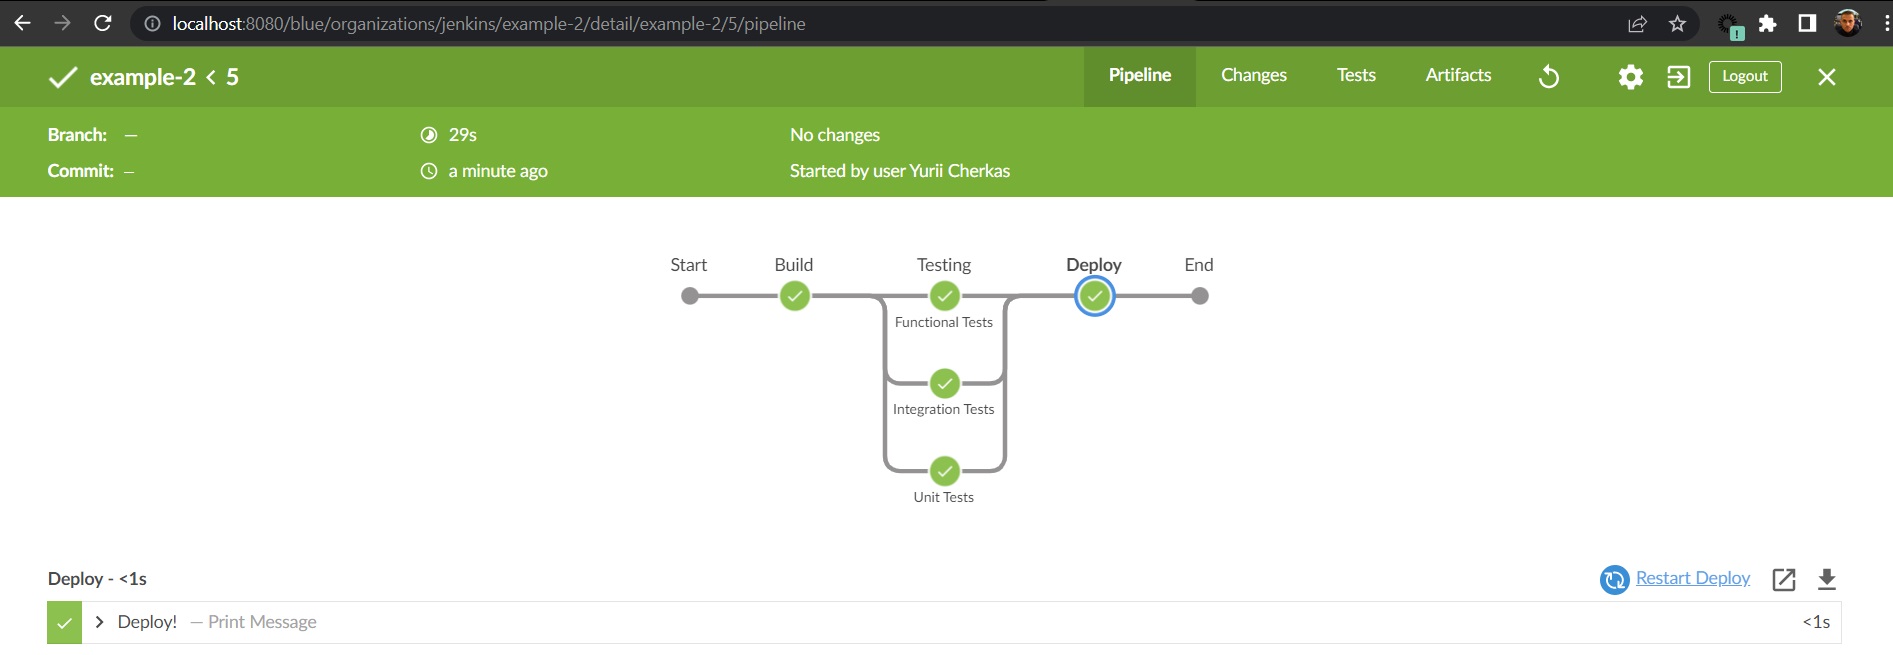 localhost:8080/blue/organizations/jenkins/example-2/detail/example-2/5/pipeline
example-2 < 5
Pipeline Changes Tests Artifacts Logout
Branch: —
29s
No changes
Commit: —
a minute ago
Started by user Yurii Cherkas
Start Build Testing Deploy End
Functional Tests
Integration Tests
Unit Tests
Deploy - <1s
Restart Deploy
Deploy! — Print Message <1s